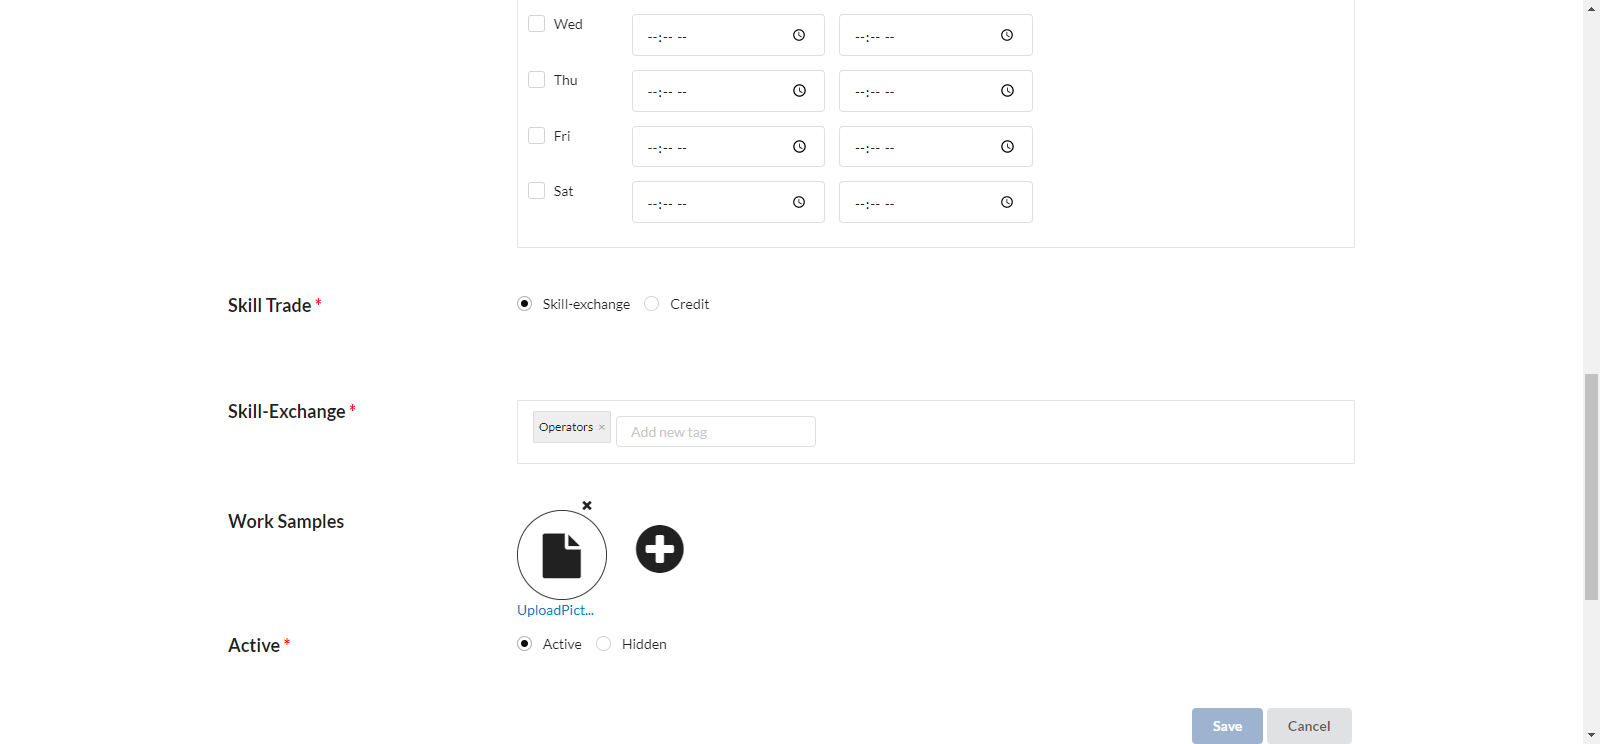 Wed --:-- -- --:-- --
Thu --:-- -- --:-- --
Fri --:-- -- --:-- --
Sat --:-- -- --:-- --
Skill Trade * Skill-exchange Credit
Skill-Exchange * Operators × Add new tag
Work Samples
UploadPict...
Active * Active Hidden
Save Cancel